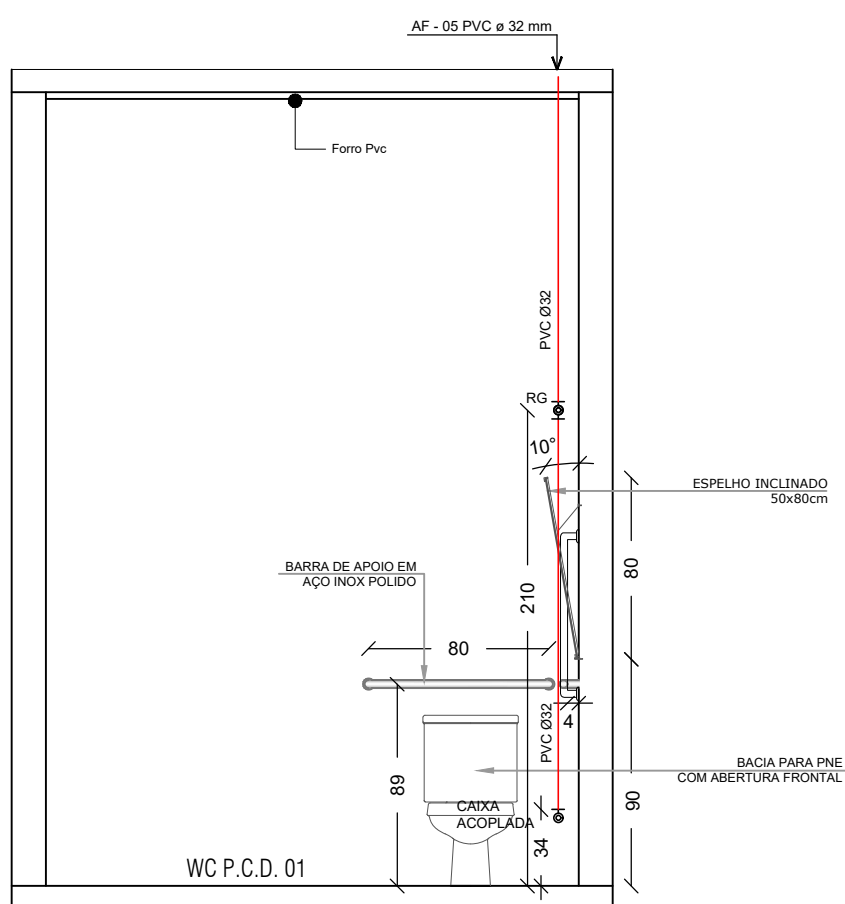 AF - 05 PVC ø 32 mm
Forro Pvc
PVC Ø32
RG
10°
ESPELHO INCLINADO
50x80cm
BARRA DE APOIO EM
AÇO INOX POLIDO
210
80
80
PVC Ø32
4
BACIA PARA PNE
COM ABERTURA FRONTAL
89
90
CAIXA
ACOPLADA
34
WC P.C.D. 01